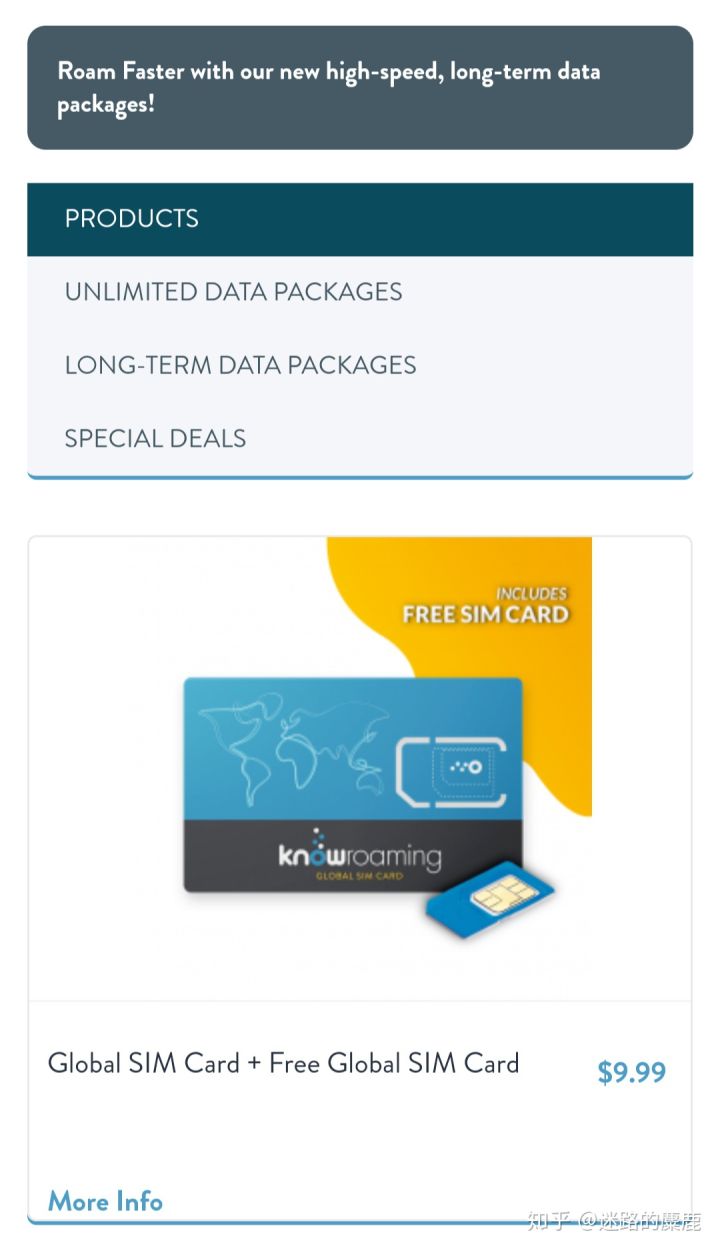 Roam Faster with our new high-speed, long-term data
packages!
PRODUCTS
UNLIMITED DATA PACKAGES
LONG-TERM DATA PACKAGES
SPECIAL DEALS
INCLUDES
FREE SIM CARD
knowroaming
GLOBAL SIM CARD
Global SIM Card + Free Global SIM Card
$9.99
More Info
知乎 @迷路的麋鹿